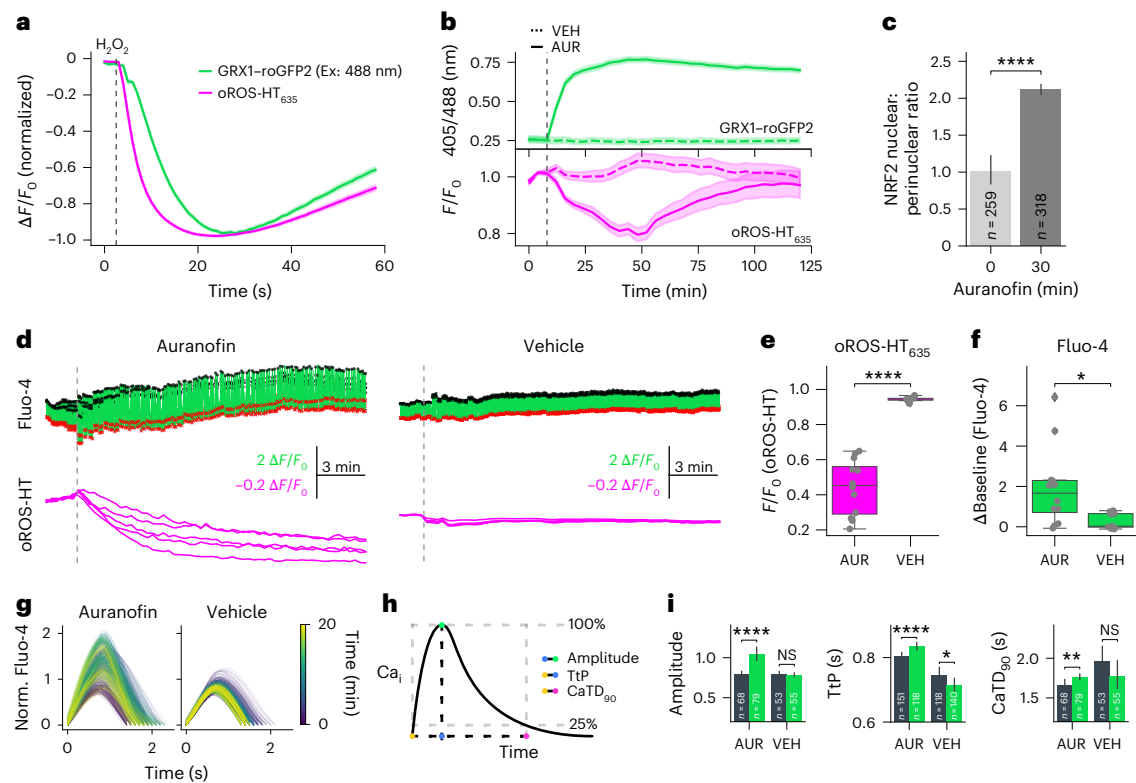 a
H₂O₂
GRX1–roGFP2 (Ex: 488 nm)
oROS-HT₆₃₅
ΔF/F₀ (normalized)
0
−0.2
−0.4
−0.6
−0.8
−1.0
0
20
40
60
Time (s)
b
VEH
AUR
405/488 (nm)
0.75
0.50
0.25
GRX1–roGFP2
F/F₀
1.0
0.8
oROS-HT₆₃₅
0
25
50
75
100
125
Time (min)
c
NRF2 nuclear:
perinuclear ratio
2.5
2.0
1.5
1.0
0.5
0
****
n = 259
n = 318
0
30
Auranofin (min)
d
Auranofin
Vehicle
Fluo-4
oROS-HT
2 ΔF/F₀
−0.2 ΔF/F₀
3 min
2 ΔF/F₀
−0.2 ΔF/F₀
3 min
e
oROS-HT₆₃₅
****
F/F₀ (oROS-HT)
1.0
0.8
0.6
0.4
0.2
AUR
VEH
f
Fluo-4
*
ΔBaseline (Fluo-4)
6
4
2
0
AUR
VEH
g
Auranofin
Vehicle
Norm. Fluo-4
2
1
0
0
2
0
2
Time (s)
20
0
Time (min)
h
Caᵢ
100%
Amplitude
TtP
CaTD₉₀
25%
Time
i
Amplitude
1.0
0.5
****
NS
n = 68
n = 79
n = 53
n = 55
AUR
VEH
TtP (s)
0.8
0.6
****
*
n = 151
n = 118
n = 71
n = 140
AUR
VEH
CaTD₉₀ (s)
2.0
1.5
**
NS
n = 68
n = 79
n = 53
n = 55
AUR
VEH